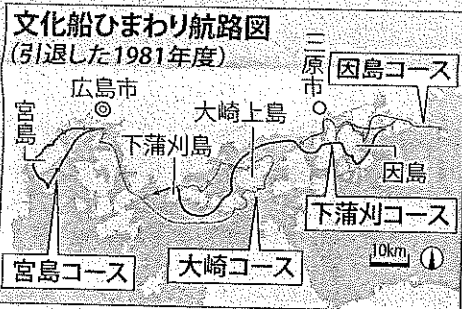 文化船ひまわり航路図
(引退した1981年度)
広島市
宮島
三原市
因島コース
大崎上島
下蒲刈島
因島
下蒲刈コース
宮島コース
大崎コース
10km